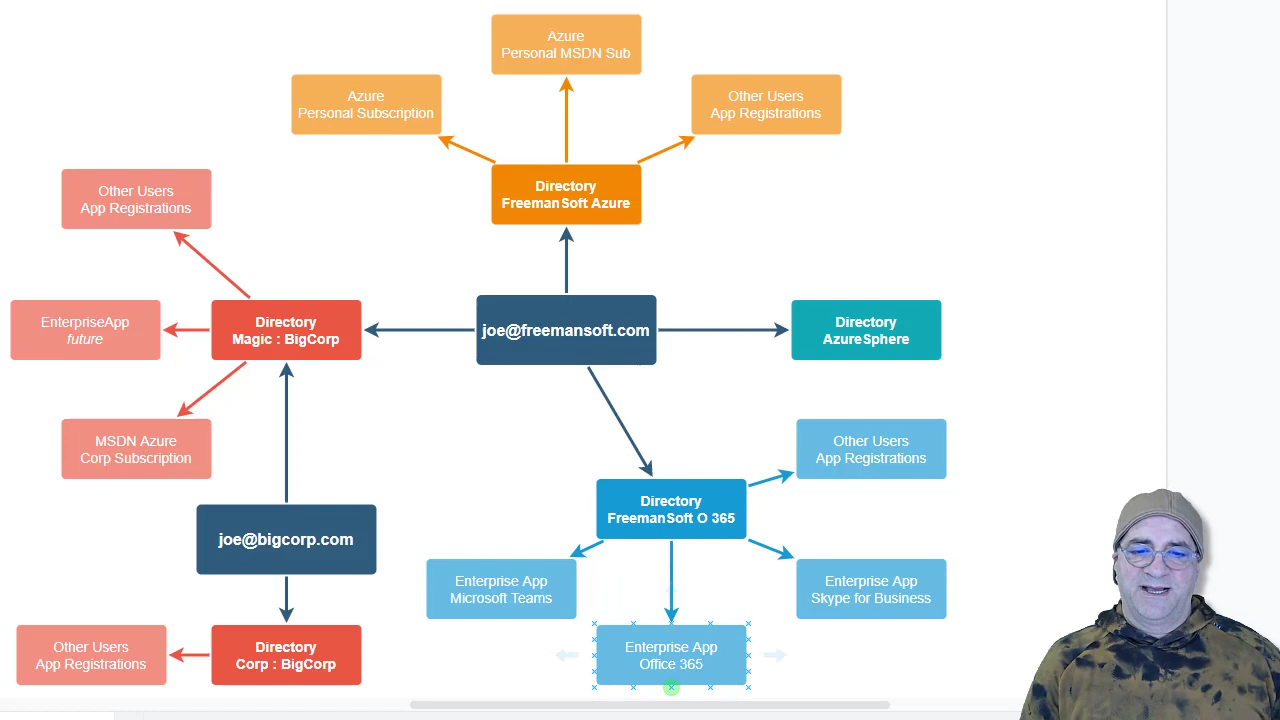 Azure
Personal MSDN Sub
Azure
Personal Subscription
Other Users
App Registrations
Directory
FreemanSoft Azure
Other Users
App Registrations
EnterpriseApp
future
Directory
Magic : BigCorp
joe@freemansoft.com
Directory
AzureSphere
MSDN Azure
Corp Subscription
Other Users
App Registrations
Directory
FreemanSoft O 365
joe@bigcorp.com
Enterprise App
Microsoft Teams
Enterprise App
Skype for Business
Other Users
App Registrations
Directory
Corp : BigCorp
Enterprise App
Office 365